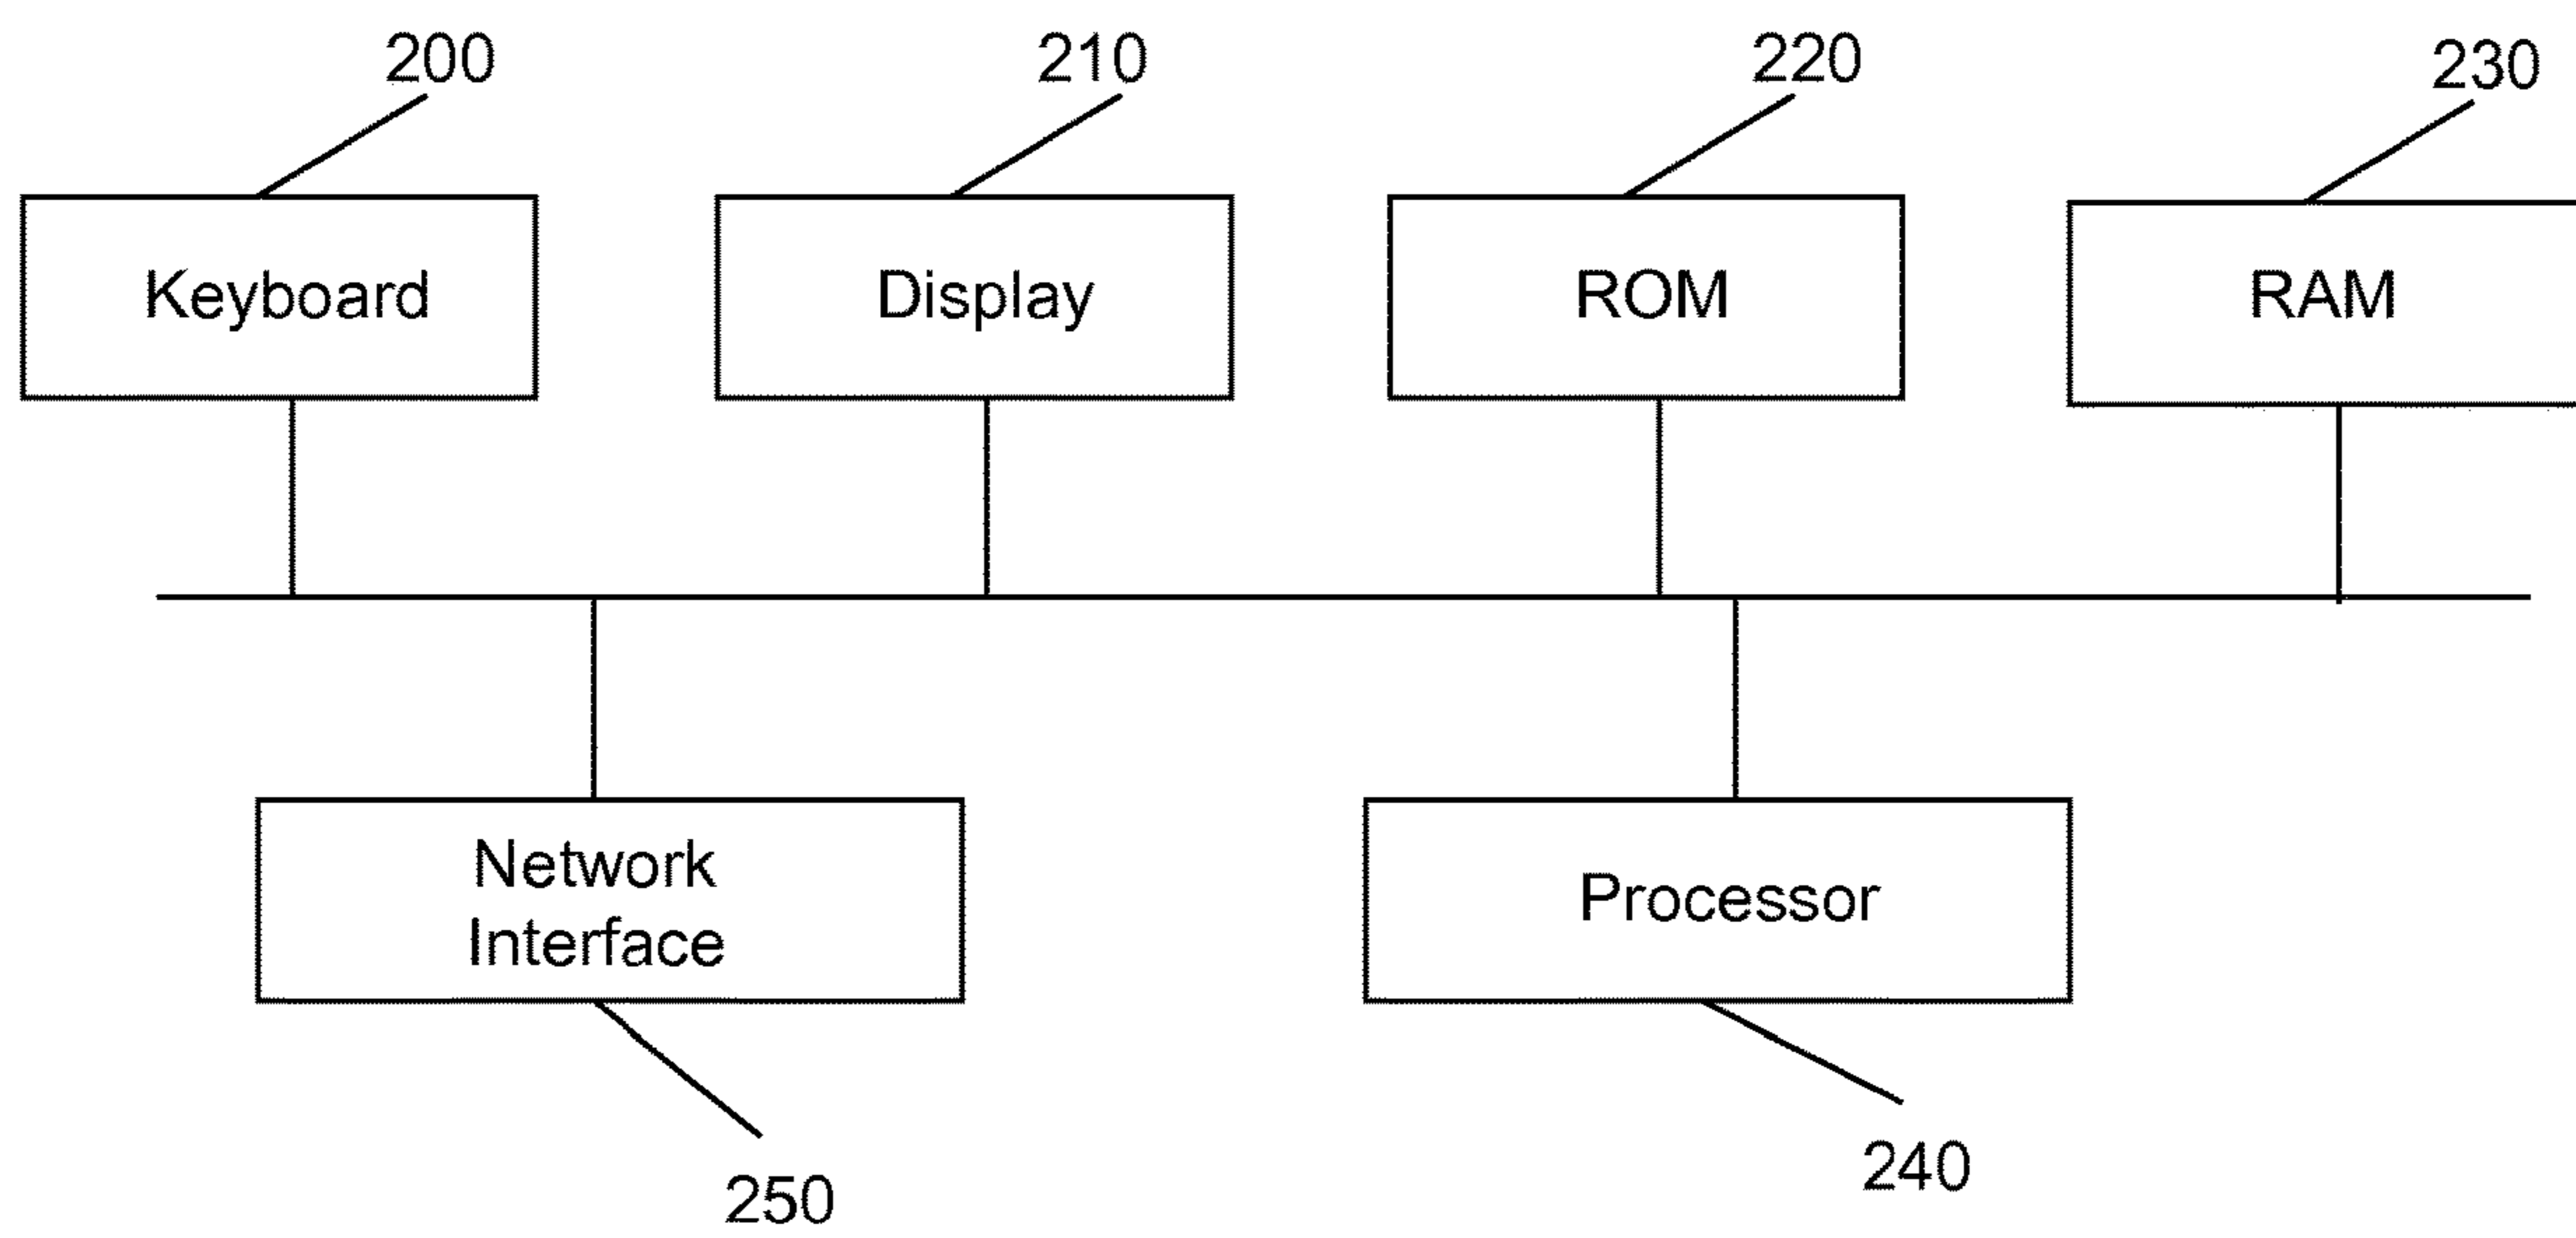 200
210
220
230
Keyboard
Display
ROM
RAM
Network
Interface
Processor
250
240